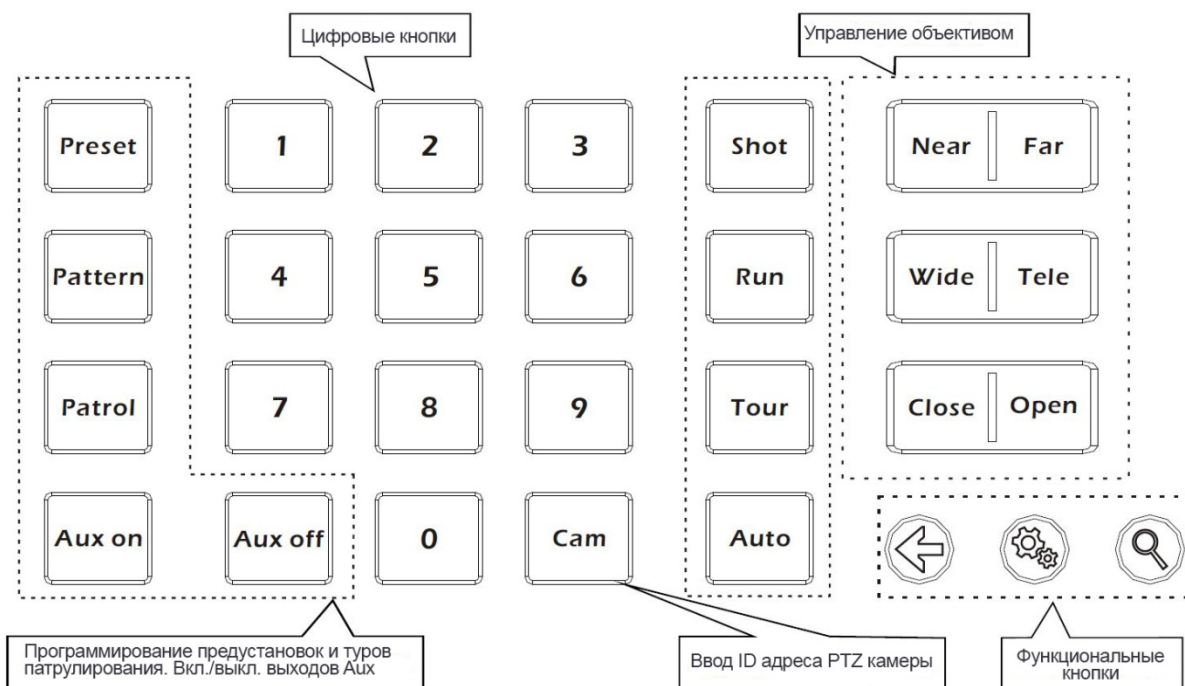 Цифровые кнопки
Управление объективом
Preset 1 2 3 Shot Near Far
Pattern 4 5 6 Run Wide Tele
Patrol 7 8 9 Tour Close Open
Aux on Aux off 0 Cam Auto
Программирование предустановок и туров
патрулирования. Вкл./выкл. выходов Aux
Ввод ID адреса PTZ камеры
Функциональные
кнопки